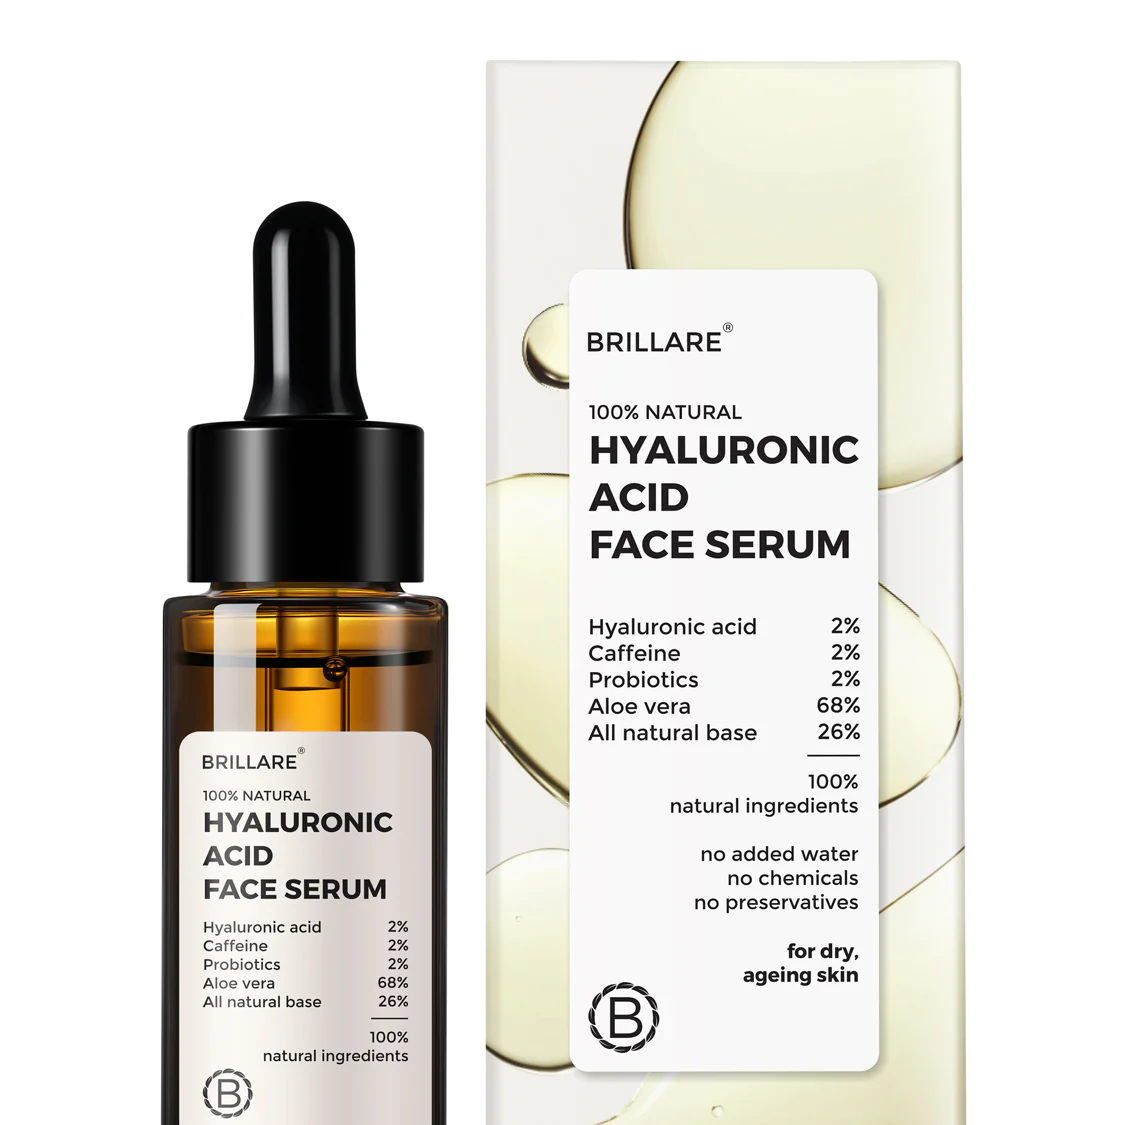 BRILLARE®
100% NATURAL
HYALURONIC
ACID
FACE SERUM
Hyaluronic acid 2%
Caffeine 2%
Probiotics 2%
Aloe vera 68%
All natural base 26%
100%
natural ingredients
B
BRILLARE®
100% NATURAL
HYALURONIC
ACID
FACE SERUM
Hyaluronic acid 2%
Caffeine 2%
Probiotics 2%
Aloe vera 68%
All natural base 26%
100%
natural ingredients
no added water
no chemicals
no preservatives
for dry,
ageing skin
B